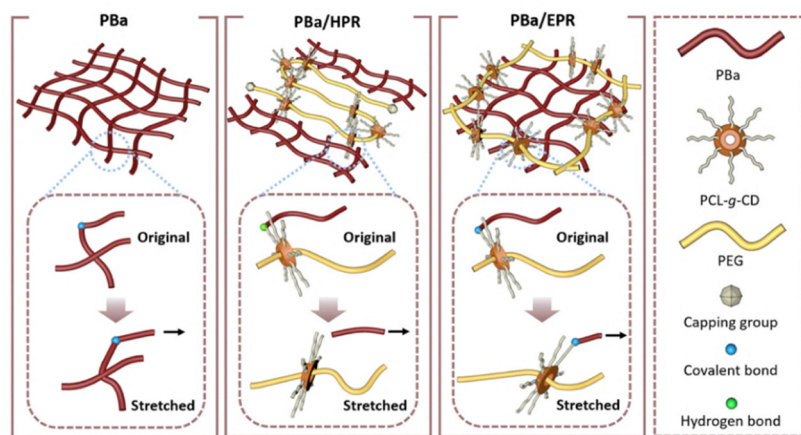 PBa
Original
Stretched
PBa/HPR
Original
Stretched
PBa/EPR
Original
Stretched
PBa
PCL-g-CD
PEG
Capping group
Covalent bond
Hydrogen bond